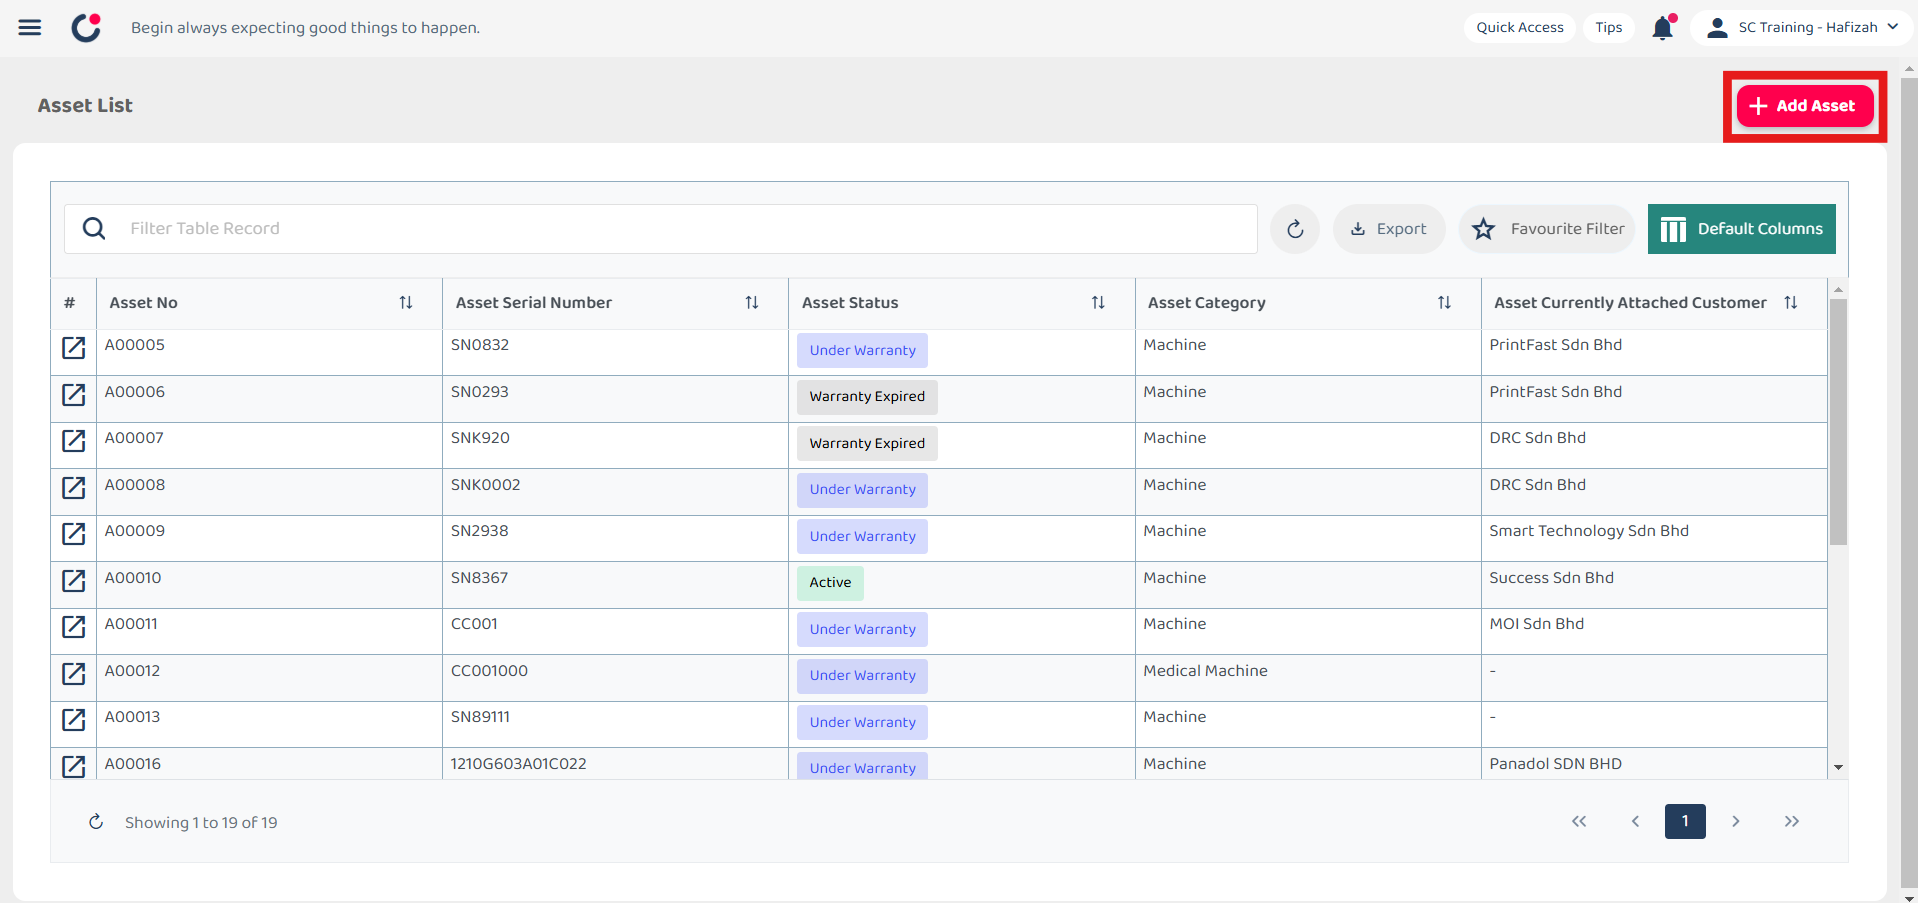 Begin always expecting good things to happen.
Quick Access
Tips
SC Training - Hafizah
Asset List
Add Asset
Filter Table Record
Export
Favourite Filter
Default Columns
# Asset No Asset Serial Number Asset Status Asset Category Asset Currently Attached Customer
A00005 SN0832 Under Warranty Machine PrintFast Sdn Bhd
A00006 SN0293 Warranty Expired Machine PrintFast Sdn Bhd
A00007 SNK920 Warranty Expired Machine DRC Sdn Bhd
A00008 SNK0002 Under Warranty Machine DRC Sdn Bhd
A00009 SN2938 Under Warranty Machine Smart Technology Sdn Bhd
A00010 SN8367 Active Machine Success Sdn Bhd
A00011 CC001 Under Warranty Machine MOI Sdn Bhd
A00012 CC001000 Under Warranty Medical Machine -
A00013 SN89111 Under Warranty Machine -
A00016 1210G603A01C022 Under Warranty Machine Panadol SDN BHD
Showing 1 to 19 of 19
1